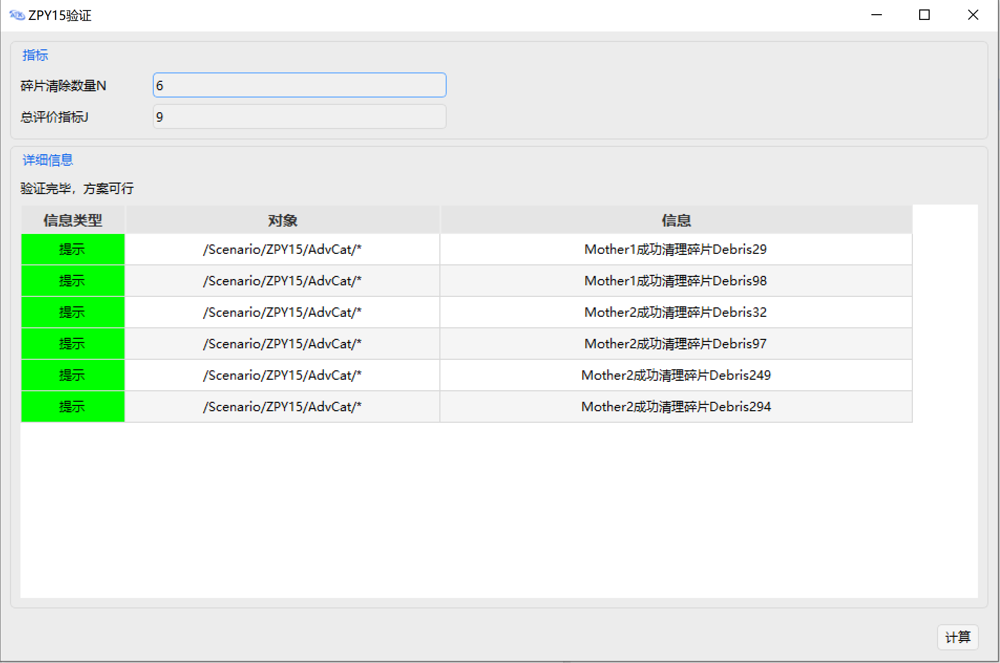 ZPY15验证
指标
碎片清除数量N 6
总评价指标J 9
详细信息
验证完毕，方案可行
信息类型 对象 信息
提示 /Scenario/ZPY15/AdvCat/* Mother1成功清理碎片Debris29
提示 /Scenario/ZPY15/AdvCat/* Mother1成功清理碎片Debris98
提示 /Scenario/ZPY15/AdvCat/* Mother2成功清理碎片Debris32
提示 /Scenario/ZPY15/AdvCat/* Mother2成功清理碎片Debris97
提示 /Scenario/ZPY15/AdvCat/* Mother2成功清理碎片Debris249
提示 /Scenario/ZPY15/AdvCat/* Mother2成功清理碎片Debris294
计算